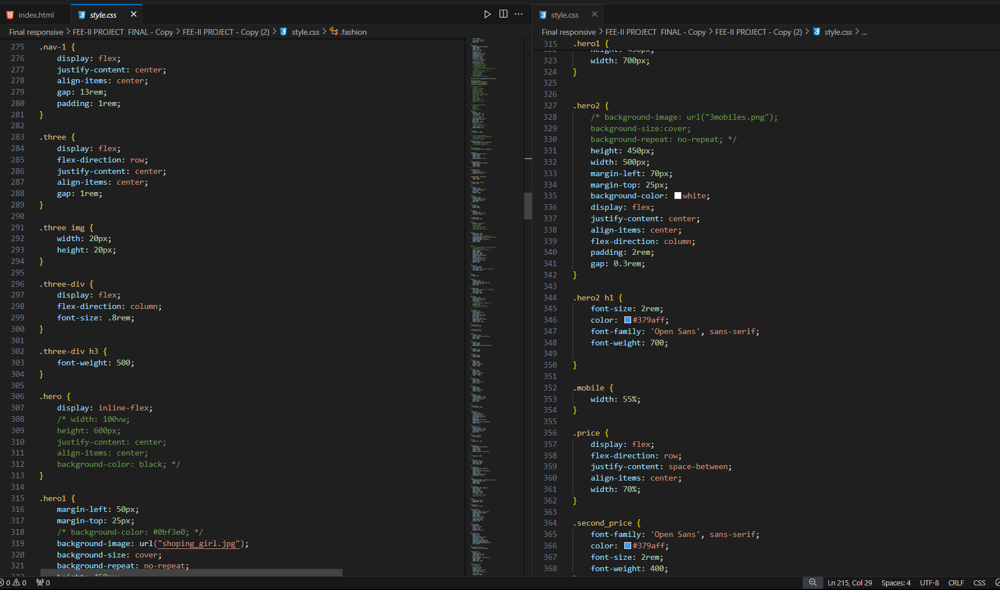 index.html
style.css
style.css
Final responsive > FEE-II PROJECT FINAL - Copy > FEE-II PROJECT - Copy (2) > style.css > .fashion
Final responsive > FEE-II PROJECT FINAL - Copy > FEE-II PROJECT - Copy (2) > style.css > ...
275 .nav-1 {
276 display: flex;
277 justify-content: center;
278 align-items: center;
279 gap: 13rem;
280 padding: 1rem;
281 }
282
283 .three {
284 display: flex;
285 flex-direction: row;
286 justify-content: center;
287 align-items: center;
288 gap: 1rem;
289 }
290
291 .three img {
292 width: 20px;
293 height: 20px;
294 }
295
296 .three-div {
297 display: flex;
298 flex-direction: column;
299 font-size: .8rem;
300 }
301
302 .three-div h3 {
303 font-weight: 500;
304 }
305
306 .hero {
307 display: inline-flex;
308 /* width: 100vw;
309 height: 600px;
310 justify-content: center;
311 align-items: center;
312 background-color: black; */
313 }
314
315 .hero1 {
316 margin-left: 50px;
317 margin-top: 25px;
318 /* background-color: #0bf3e0; */
319 background-image: url("shoping_girl.jpg");
320 background-size: cover;
321 background-repeat: no-repeat;
322 height: 450px;
315 .hero1 {
322 height: 450px;
323 width: 700px;
324 }
325
326
327 .hero2 {
328 /* background-image: url("3mobiles.png");
329 background-size:cover;
330 background-repeat: no-repeat; */
331 height: 450px;
332 width: 500px;
333 margin-left: 70px;
334 margin-top: 25px;
335 background-color: white;
336 display: flex;
337 justify-content: center;
338 align-items: center;
339 flex-direction: column;
340 padding: 2rem;
341 gap: 0.3rem;
342 }
343
344 .hero2 h1 {
345 font-size: 2rem;
346 color: #379aff;
347 font-family: 'Open Sans', sans-serif;
348 font-weight: 700;
349
350 }
351
352 .mobile {
353 width: 55%;
354 }
355
356 .price {
357 display: flex;
358 flex-direction: row;
359 justify-content: space-between;
360 align-items: center;
361 width: 70%;
362 }
363
364 .second_price {
365 font-family: 'Open Sans', sans-serif;
366 color: #379aff;
367 font-size: 2rem;
368 font-weight: 400;
0 0 0 Ln 215, Col 29 Spaces: 4 UTF-8 CRLF CSS